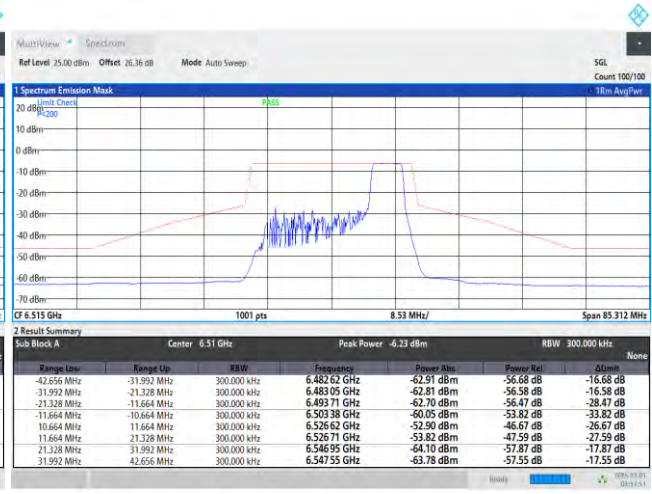 MultiView Spectrum
Ref Level 25.00 dBm Offset 26.36 dB Mode Auto Sweep SGL
Count 100/100
1 Spectrum Emission Mask 1Rm AvgPwr
Limit Check PASS
20 dBm
P<200
10 dBm
0 dBm
-10 dBm
-20 dBm
-30 dBm
-40 dBm
-50 dBm
-60 dBm
-70 dBm
CF 6.515 GHz 1001 pts 8.53 MHz/ Span 85.312 MHz
2 Result Summary
Sub Block A Center 6.51 GHz Peak Power -6.23 dBm RBW 300.000 kHz
None
Range Low Range Up RBW Frequency Power Abs Power Rel ΔLimit
-42.656 MHz -31.992 MHz 300.000 kHz 6.482 62 GHz -62.91 dBm -56.68 dB -16.68 dB
-31.992 MHz -21.328 MHz 300.000 kHz 6.483 05 GHz -62.81 dBm -56.58 dB -16.58 dB
-21.328 MHz -11.664 MHz 300.000 kHz 6.493 71 GHz -62.70 dBm -56.47 dB -28.47 dB
-11.664 MHz -10.664 MHz 300.000 kHz 6.503 38 GHz -60.05 dBm -53.82 dB -33.82 dB
10.664 MHz 11.664 MHz 300.000 kHz 6.526 62 GHz -52.90 dBm -46.67 dB -26.67 dB
11.664 MHz 21.328 MHz 300.000 kHz 6.526 71 GHz -53.82 dBm -47.59 dB -27.59 dB
21.328 MHz 31.992 MHz 300.000 kHz 6.546 95 GHz -64.10 dBm -57.87 dB -17.87 dB
31.992 MHz 42.656 MHz 300.000 kHz 6.547 55 GHz -63.78 dBm -57.55 dB -17.55 dB
Ready